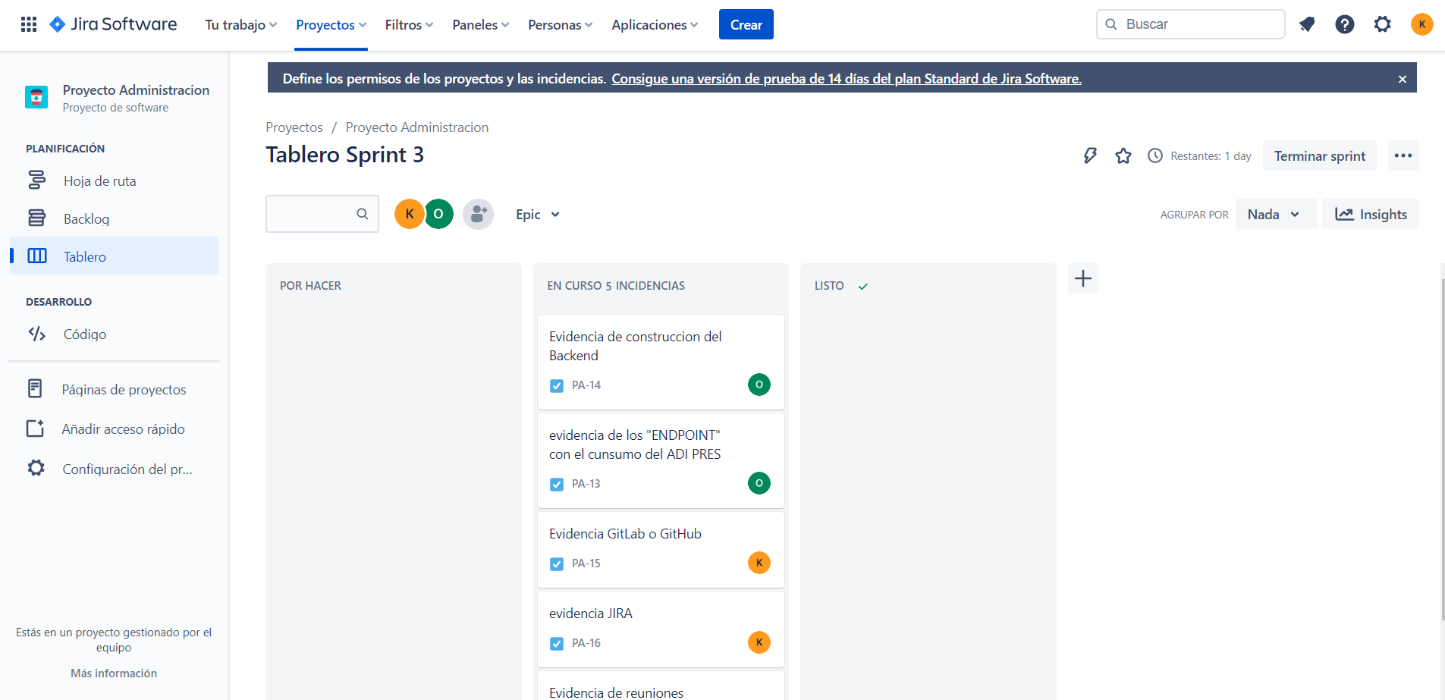 Jira Software
Tu trabajo
Proyectos
Filtros
Paneles
Personas
Aplicaciones
Crear
Buscar
K
Proyecto Administracion
Proyecto de software
PLANIFICACIÓN
Hoja de ruta
Backlog
Tablero
DESARROLLO
Código
Páginas de proyectos
Añadir acceso rápido
Configuración del pr...
Estás en un proyecto gestionado por el
equipo
Más información
Define los permisos de los proyectos y las incidencias. Consigue una versión de prueba de 14 días del plan Standard de Jira Software.
Proyectos / Proyecto Administracion
Tablero Sprint 3
Restantes: 1 day
Terminar sprint
K
O
Epic
AGRUPAR POR
Nada
Insights
POR HACER
EN CURSO 5 INCIDENCIAS
Evidencia de construccion del
Backend
PA-14
O
evidencia de los "ENDPOINT"
con el cunsumo del ADI PRES
PA-13
O
Evidencia GitLab o GitHub
PA-15
K
evidencia JIRA
PA-16
K
Evidencia de reuniones
LISTO